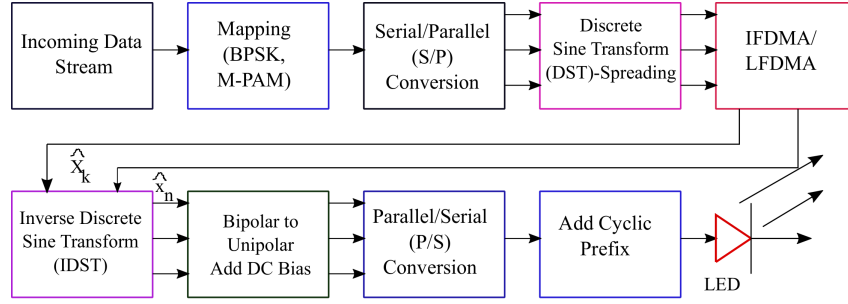 Incoming Data
Stream
Mapping
(BPSK,
M-PAM)
Serial/Parallel
(S/P)
Conversion
Discrete
Sine Transform
(DST)-Spreading
IFDMA/
LFDMA
X̂k
x̂n
Inverse Discrete
Sine Transform
(IDST)
Bipolar to
Unipolar
Add DC Bias
Parallel/Serial
(P/S)
Conversion
Add Cyclic
Prefix
LED